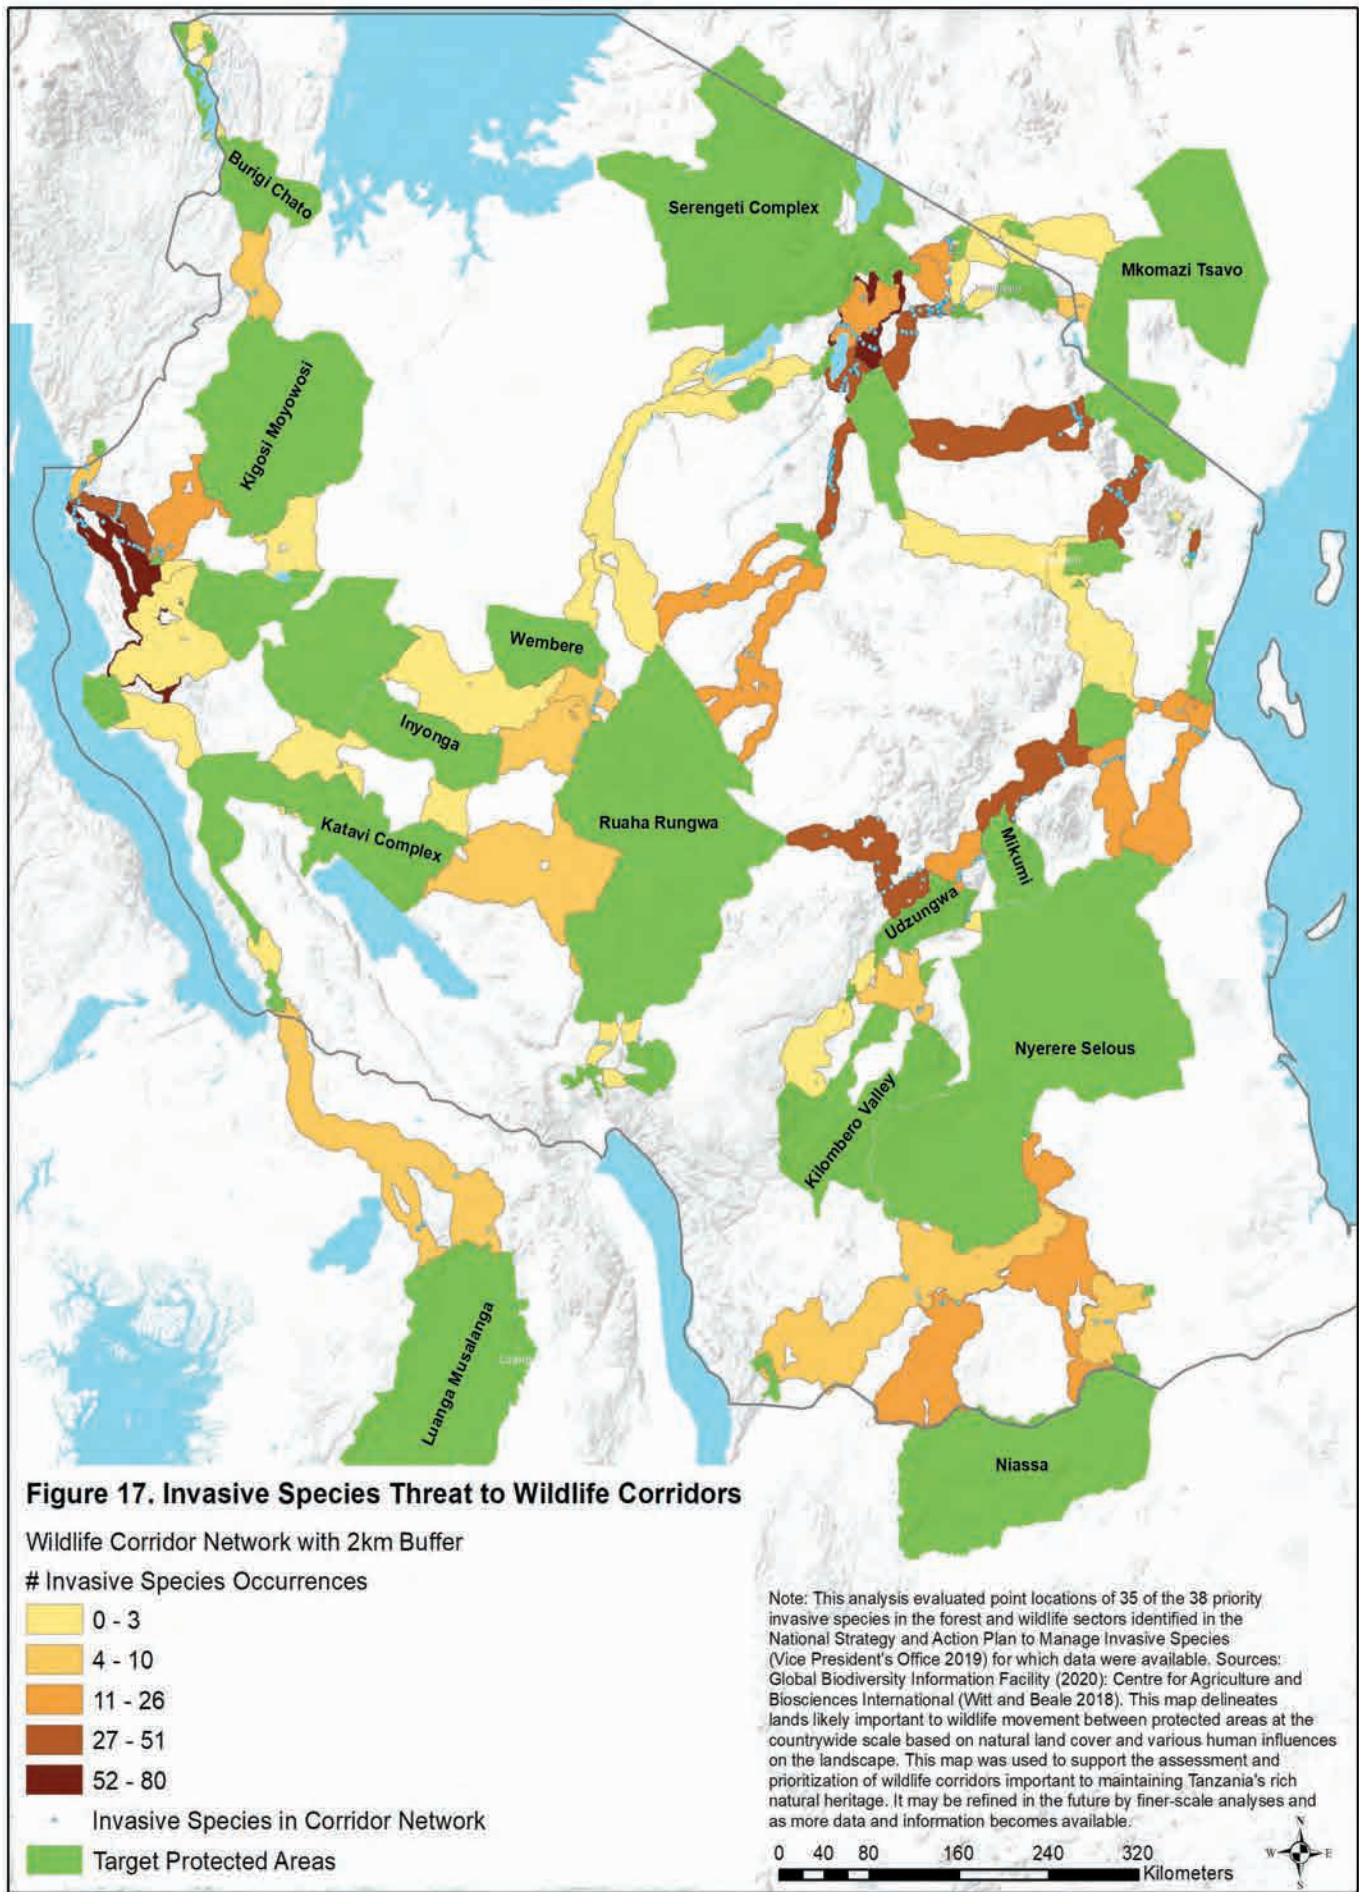 Burigi Chato
Serengeti Complex
Mkomazi Tsavo
Kigosi Moyowosi
Wembere
Inyonga
Katavi Complex
Ruaha Rungwa
Mikumi
Udzungwa
Nyerere Selous
Kilombero Valley
Luanga Musalanga
Niassa
Figure 17. Invasive Species Threat to Wildlife Corridors
Wildlife Corridor Network with 2km Buffer
# Invasive Species Occurrences
0 - 3
4 - 10
11 - 26
27 - 51
52 - 80
Invasive Species in Corridor Network
Target Protected Areas
Note: This analysis evaluated point locations of 35 of the 38 priority
invasive species in the forest and wildlife sectors identified in the
National Strategy and Action Plan to Manage Invasive Species
(Vice President's Office 2019) for which data were available. Sources:
Global Biodiversity Information Facility (2020): Centre for Agriculture and
Biosciences International (Witt and Beale 2018). This map delineates
lands likely important to wildlife movement between protected areas at the
countrywide scale based on natural land cover and various human influences
on the landscape. This map was used to support the assessment and
prioritization of wildlife corridors important to maintaining Tanzania's rich
natural heritage. It may be refined in the future by finer-scale analyses and
as more data and information becomes available.
0 40 80 160 240 320
Kilometers
N
W E
S